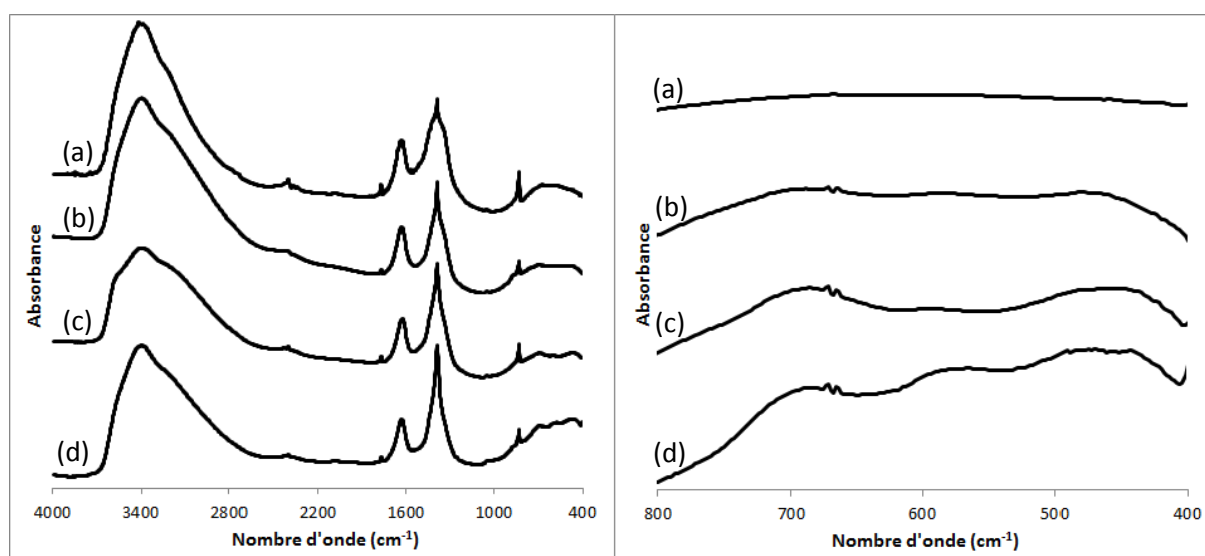 (a)
(b)
(c)
(d)
Absorbance
4000 3400 2800 2200 1600 1000 400
Nombre d'onde (cm⁻¹)
(a)
(b)
(c)
(d)
Absorbance
800 700 600 500 400
Nombre d'onde (cm⁻¹)